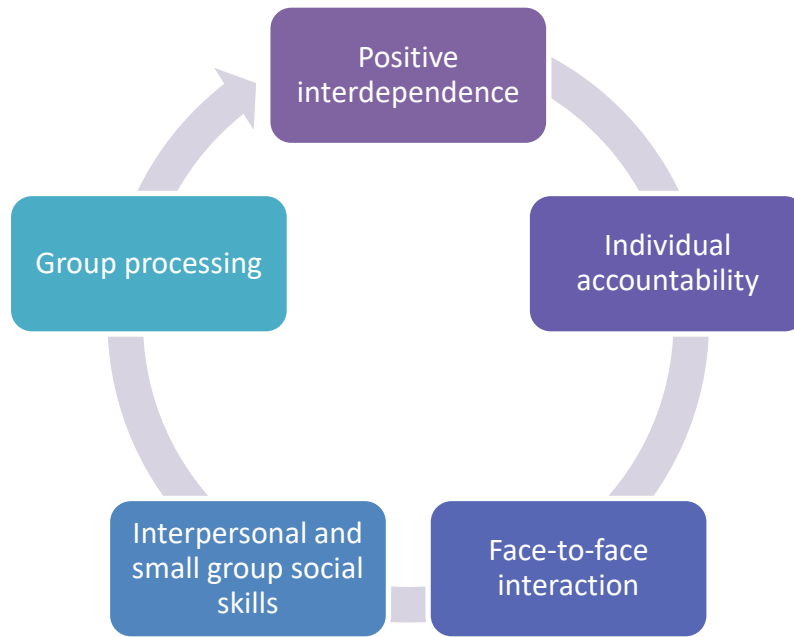 Positive
interdependence
Individual
accountability
Face-to-face
interaction
Interpersonal and
small group social
skills
Group processing